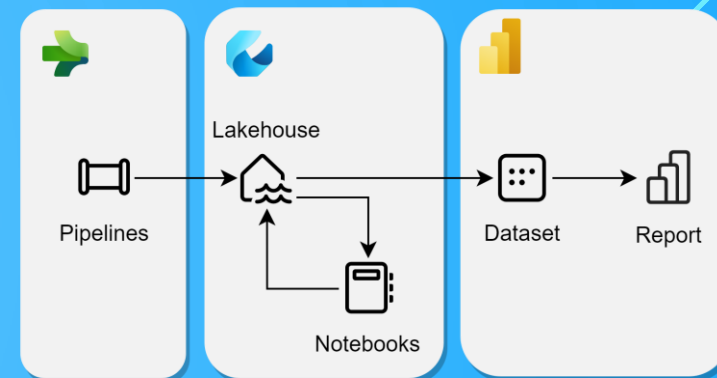 Lakehouse
Pipelines
Dataset
Report
Notebooks